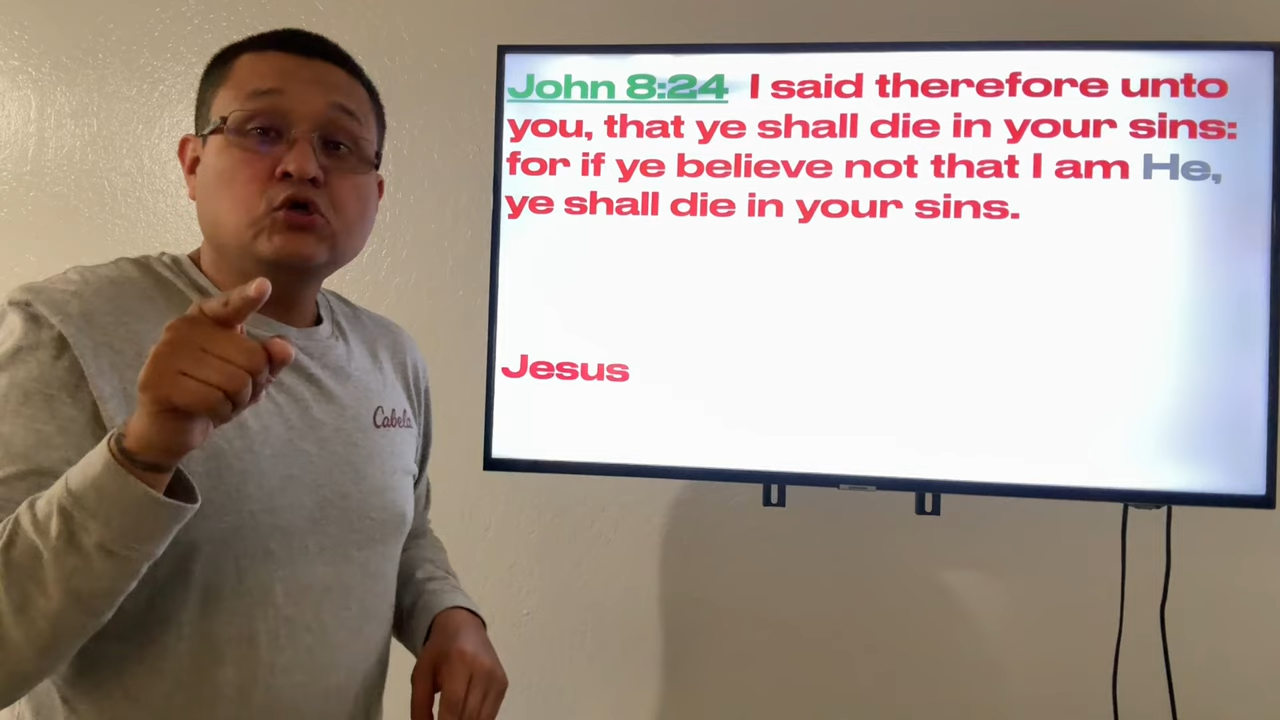 John 8:24 I said therefore unto
you, that ye shall die in your sins:
for if ye believe not that I am He,
ye shall die in your sins.
Jesus
Cabela